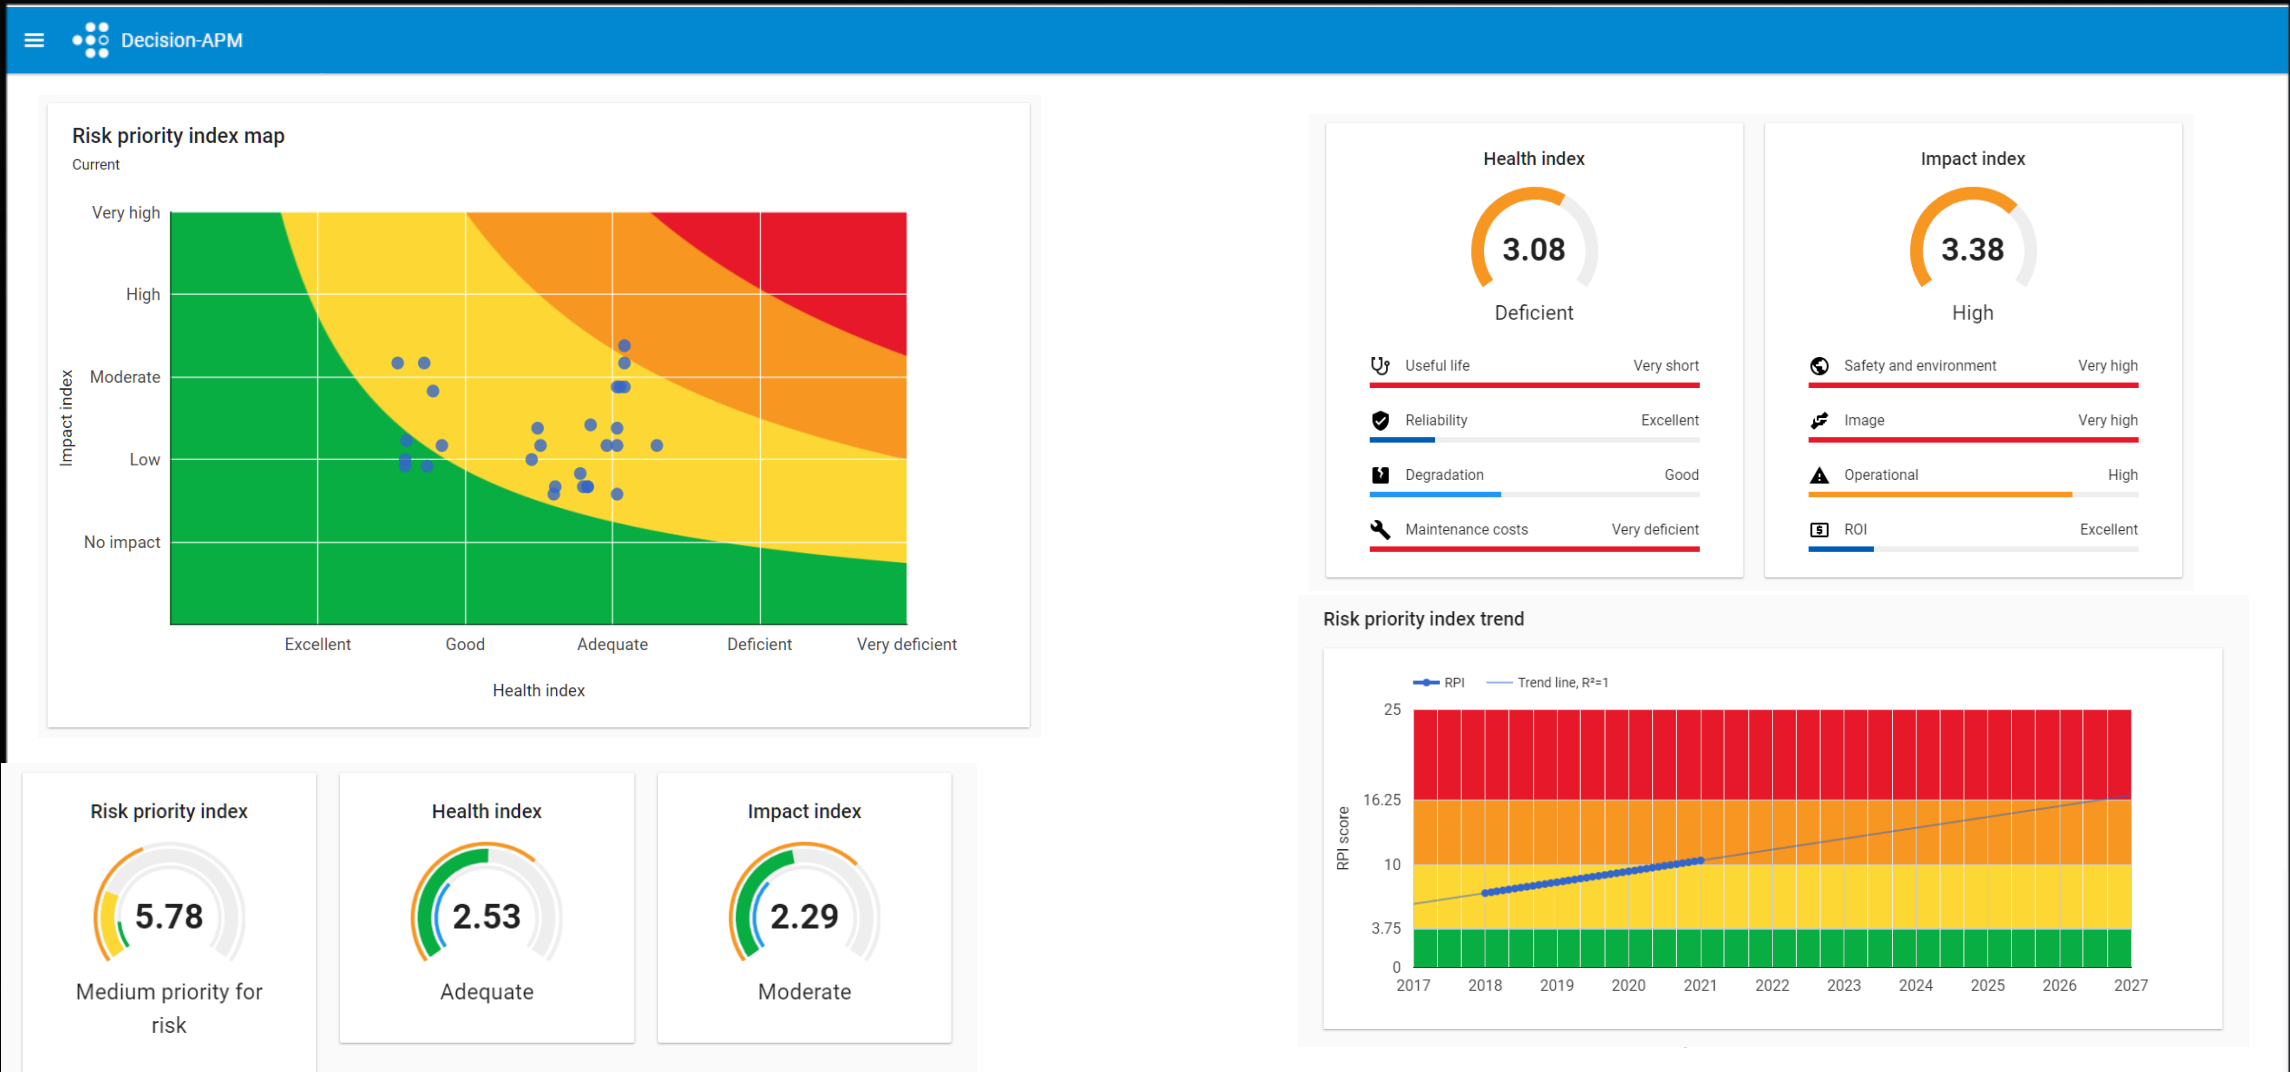 Decision-APM
Risk priority index map
Current
Very high
High
Moderate
Low
No impact
Impact index
Excellent
Good
Adequate
Deficient
Very deficient
Health index
Risk priority index
5.78
Medium priority for
risk
Health index
2.53
Adequate
Impact index
2.29
Moderate
Health index
3.08
Deficient
Useful life Very short
Reliability Excellent
Degradation Good
Maintenance costs Very deficient
Impact index
3.38
High
Safety and environment Very high
Image Very high
Operational High
ROI Excellent
Risk priority index trend
RPI Trend line, R²=1
25
16.25
10
3.75
0
RPI score
2017 2018 2019 2020 2021 2022 2023 2024 2025 2026 2027